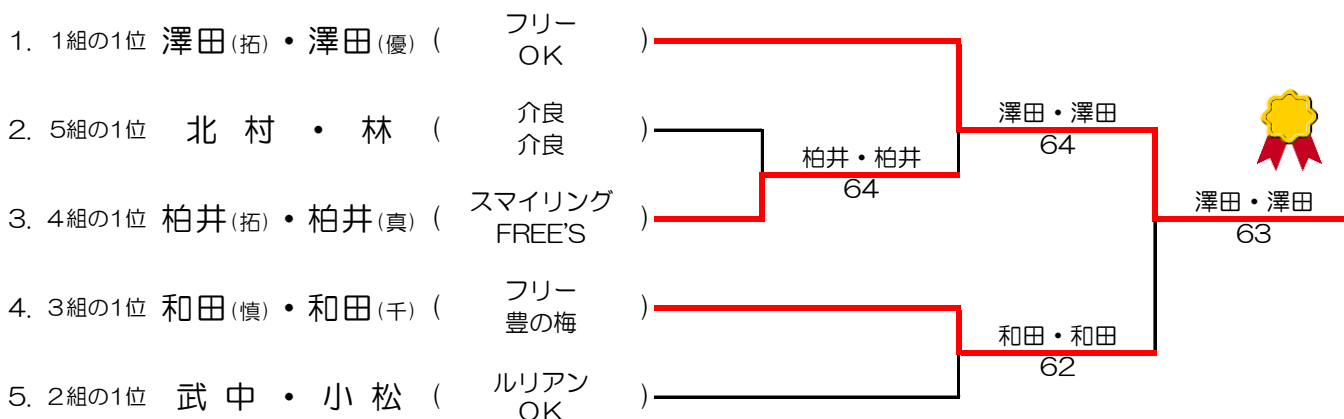 1. 1組の1位 澤田(拓)・澤田(優) ( フリー OK )
2. 5組の1位 北村・林 ( 介良 介良 )
3. 4組の1位 柏井(拓)・柏井(真) ( スマイリング FREE'S )
4. 3組の1位 和田(慎)・和田(千) ( フリー 豊の梅 )
5. 2組の1位 武中・小松 ( ルリアン OK )
柏井・柏井
64
澤田・澤田
64
和田・和田
62
澤田・澤田
63